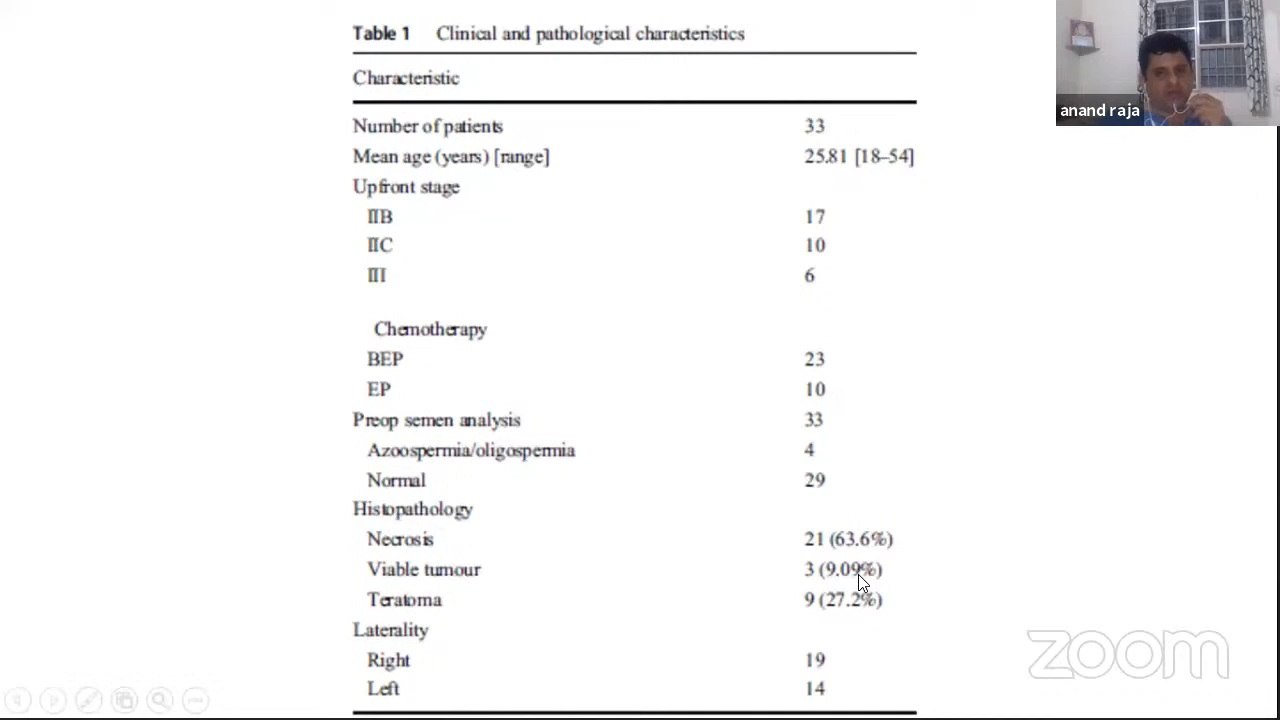 Table 1 Clinical and pathological characteristics
Characteristic
Number of patients 33
Mean age (years) [range] 25.81 [18–54]
Upfront stage
IIB 17
IIC 10
III 6
Chemotherapy
BEP 23
EP 10
Preop semen analysis 33
Azoospermia/oligospermia 4
Normal 29
Histopathology
Necrosis 21 (63.6%)
Viable tumour 3 (9.09%)
Teratoma 9 (27.2%)
Laterality
Right 19
Left 14
anand raja
zoom